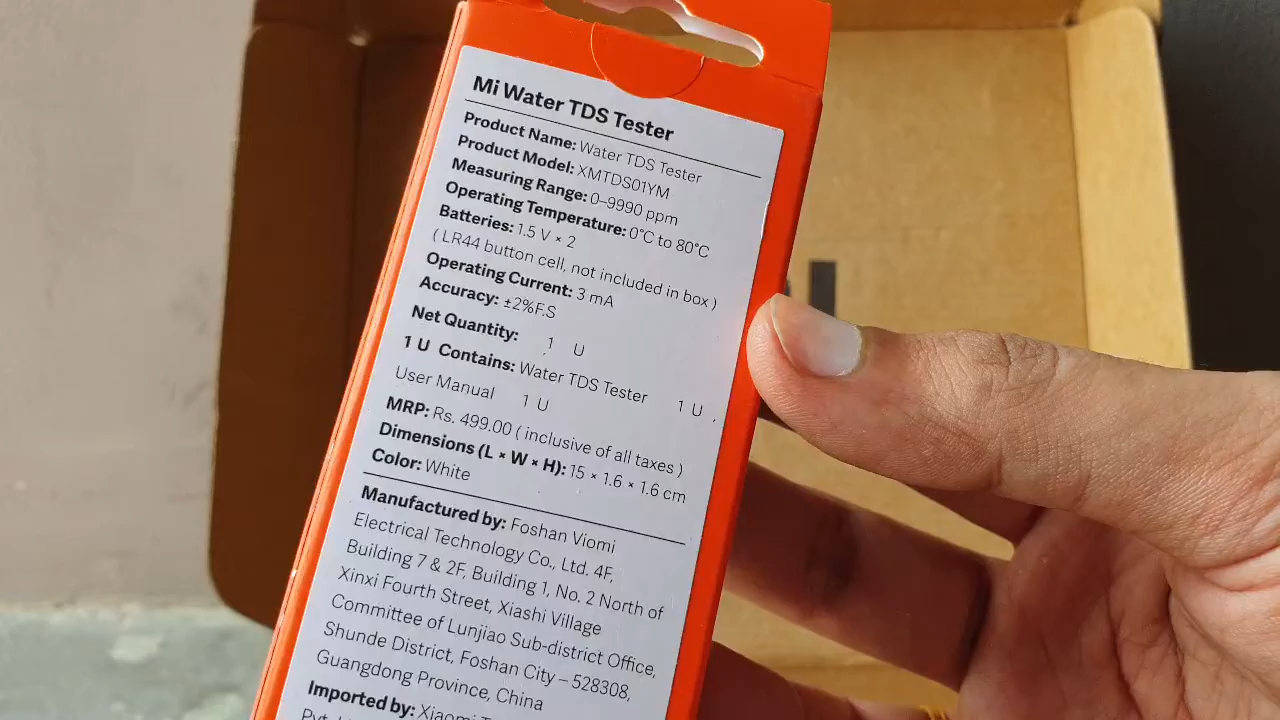 Mi Water TDS Tester
Product Name: Water TDS Tester
Product Model: XMTDS01YM
Measuring Range: 0–9990 ppm
Operating Temperature: 0°C to 80°C
Batteries: 1.5 V × 2
( LR44 button cell, not included in box )
Operating Current: 3 mA
Accuracy: ±2%F.S
Net Quantity: 1 U
1 U Contains: Water TDS Tester 1 U ,
User Manual 1 U
MRP: Rs. 499.00 ( inclusive of all taxes )
Dimensions (L × W × H): 15 × 1.6 × 1.6 cm
Color: White
Manufactured by: Foshan Viomi
Electrical Technology Co., Ltd. 4F,
Building 7 & 2F, Building 1, No. 2 North of
Xinxi Fourth Street, Xiashi Village
Committee of Lunjiao Sub-district Office,
Shunde District, Foshan City – 528308,
Guangdong Province, China
Imported by: Xiaomi